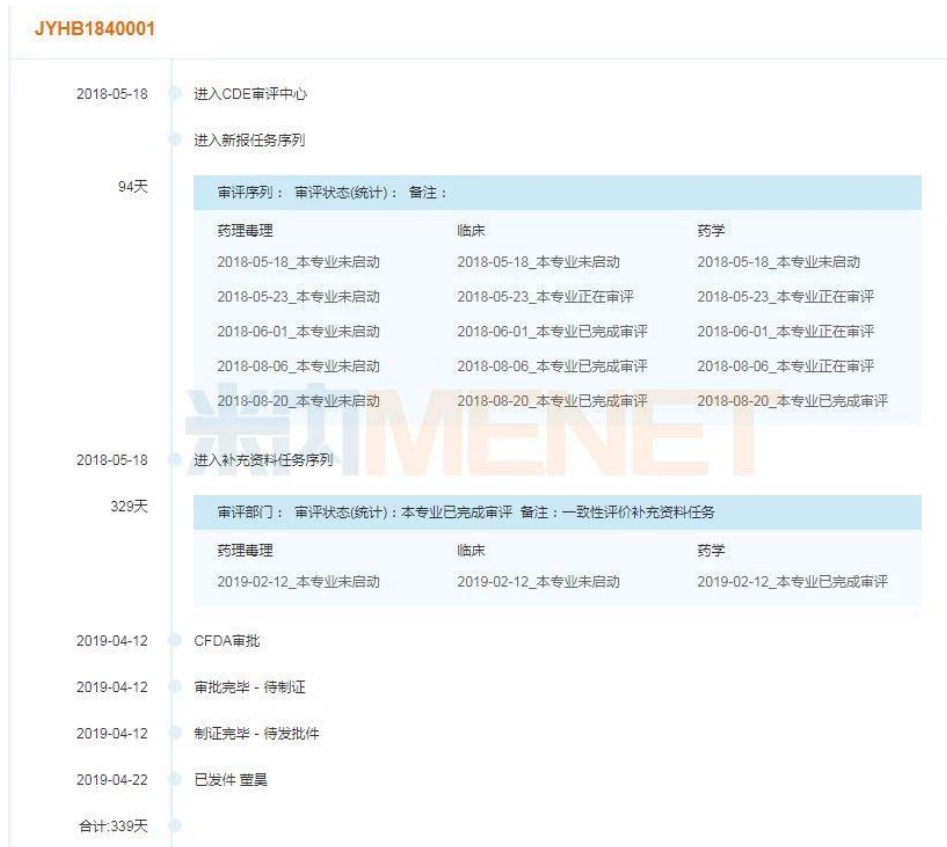 JYHB1840001
2018-05-18 进入CDE审评中心
进入新报任务序列
94天 审评序列： 审评状态(统计)： 备注：
药理毒理 临床 药学
2018-05-18_本专业未启动 2018-05-18_本专业未启动 2018-05-18_本专业未启动
2018-05-23_本专业未启动 2018-05-23_本专业正在审评 2018-05-23_本专业正在审评
2018-06-01_本专业未启动 2018-06-01_本专业已完成审评 2018-06-01_本专业正在审评
2018-08-06_本专业未启动 2018-08-06_本专业已完成审评 2018-08-06_本专业正在审评
2018-08-20_本专业未启动 2018-08-20_本专业已完成审评 2018-08-20_本专业已完成审评
米内MENET
2018-05-18 进入补充资料任务序列
329天 审评部门： 审评状态(统计)：本专业已完成审评 备注：一致性评价补充资料任务
药理毒理 临床 药学
2019-02-12_本专业未启动 2019-02-12_本专业未启动 2019-02-12_本专业已完成审评
2019-04-12 CFDA审批
2019-04-12 审批完毕－待制证
2019-04-12 制证完毕－待发批件
2019-04-22 已发件 董昊
合计:339天